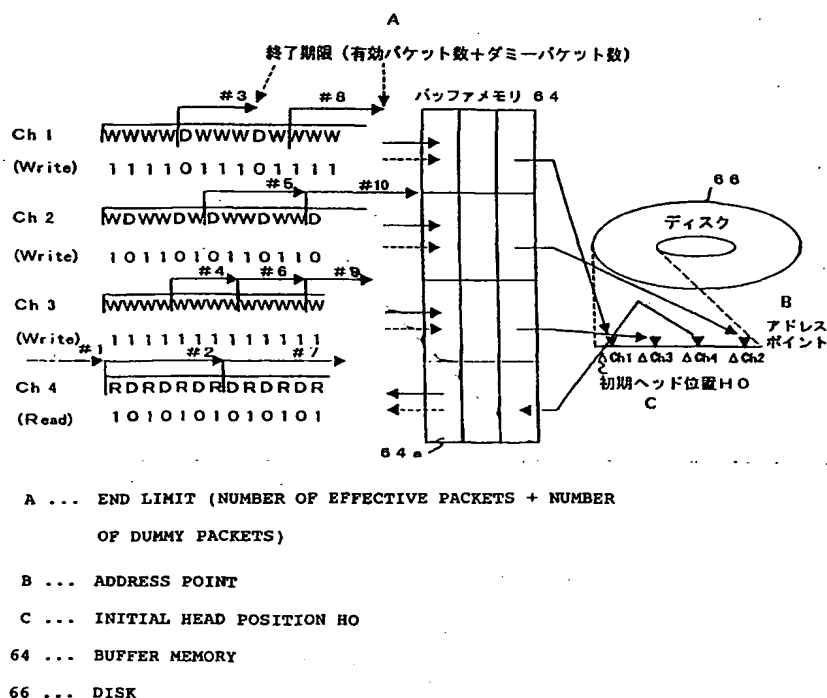 A
終了期限（有効パケット数＋ダミーパケット数）
#3 #8 バッファメモリ 64
Ch 1 WWWWDWWWDWWWW
(Write) 1111011101111
#5 #10
Ch 2 WDWWDWDWWDWWD
(Write) 1011010110110
#4 #6 #9
Ch 3 WWWWWWWWWWWWW
(Write) 1111111111111
#1 #2 #7
Ch 4 RDRDRDRDRDRDR
(Read) 1010101010101
64a
66
ディスク
B
アドレス
ポイント
ΔCh1 ΔCh3 ΔCh4 ΔCh2
初期ヘッド位置HO
C
A ... END LIMIT (NUMBER OF EFFECTIVE PACKETS + NUMBER
OF DUMMY PACKETS)
B ... ADDRESS POINT
C ... INITIAL HEAD POSITION HO
64 ... BUFFER MEMORY
66 ... DISK